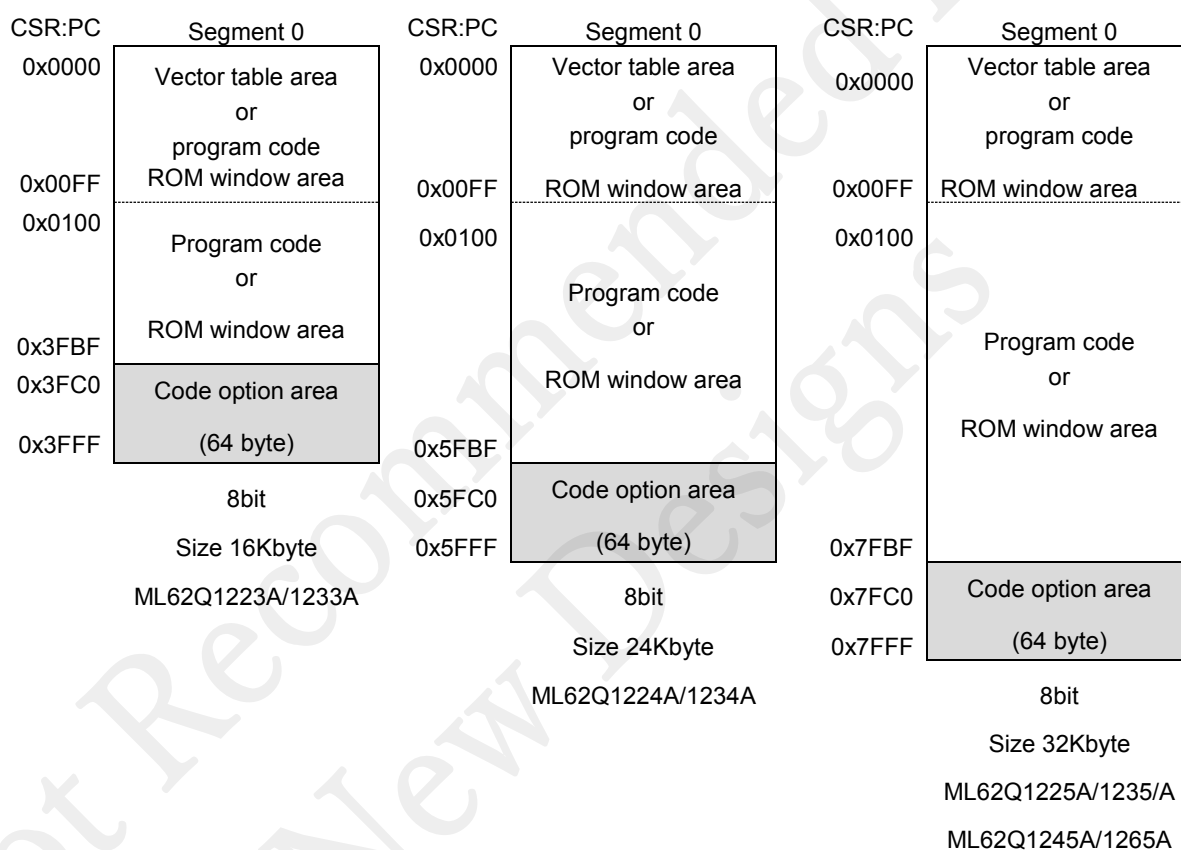 CSR:PC
Segment 0
0x0000
Vector table area
or
program code
0x00FF
ROM window area
0x0100
Program code
or
ROM window area
0x3FBF
0x3FC0
Code option area
0x3FFF
(64 byte)
8bit
Size 16Kbyte
ML62Q1223A/1233A
CSR:PC
Segment 0
0x0000
Vector table area
or
program code
0x00FF
ROM window area
0x0100
Program code
or
ROM window area
0x5FBF
0x5FC0
Code option area
0x5FFF
(64 byte)
8bit
Size 24Kbyte
ML62Q1224A/1234A
CSR:PC
Segment 0
0x0000
Vector table area
or
program code
0x00FF
ROM window area
0x0100
Program code
or
ROM window area
0x7FBF
0x7FC0
Code option area
0x7FFF
(64 byte)
8bit
Size 32Kbyte
ML62Q1225A/1235/A
ML62Q1245A/1265A
ot Recommended
New Designs